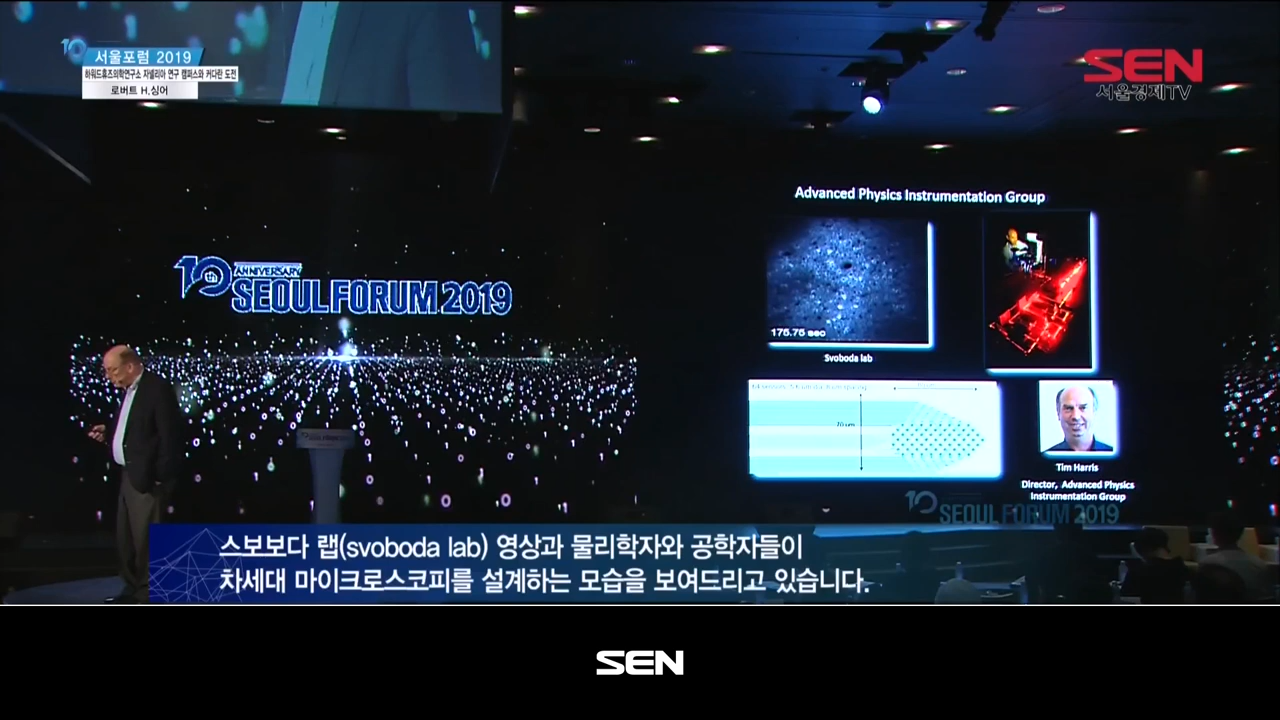 10
서울포럼 2019
하워드휴즈의학연구소 자넬리아 연구 캠퍼스와 커다란 도전
로버트 H.싱어
SEN
서울경제TV
10 ANNIVERSARY
SEOUL FORUM 2019
Advanced Physics Instrumentation Group
175.75 sec
Svoboda lab
70 um
Tim Harris
Director, Advanced Physics
Instrumentation Group
10
SEOUL FORUM 2019
스보보다 랩(svoboda lab) 영상과 물리학자와 공학자들이
차세대 마이크로스코피를 설계하는 모습을 보여드리고 있습니다.
SEN